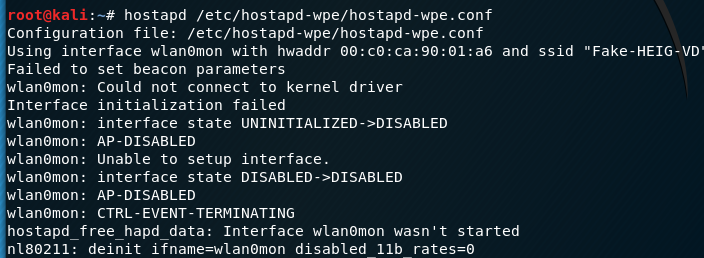 root@kali:~# hostapd /etc/hostapd-wpe/hostapd-wpe.conf
Configuration file: /etc/hostapd-wpe/hostapd-wpe.conf
Using interface wlan0mon with hwaddr 00:c0:ca:90:01:a6 and ssid "Fake-HEIG-VD"
Failed to set beacon parameters
wlan0mon: Could not connect to kernel driver
Interface initialization failed
wlan0mon: interface state UNINITIALIZED->DISABLED
wlan0mon: AP-DISABLED
wlan0mon: Unable to setup interface.
wlan0mon: interface state DISABLED->DISABLED
wlan0mon: AP-DISABLED
wlan0mon: CTRL-EVENT-TERMINATING
hostapd_free_hapd_data: Interface wlan0mon wasn't started
nl80211: deinit ifname=wlan0mon disabled_11b_rates=0